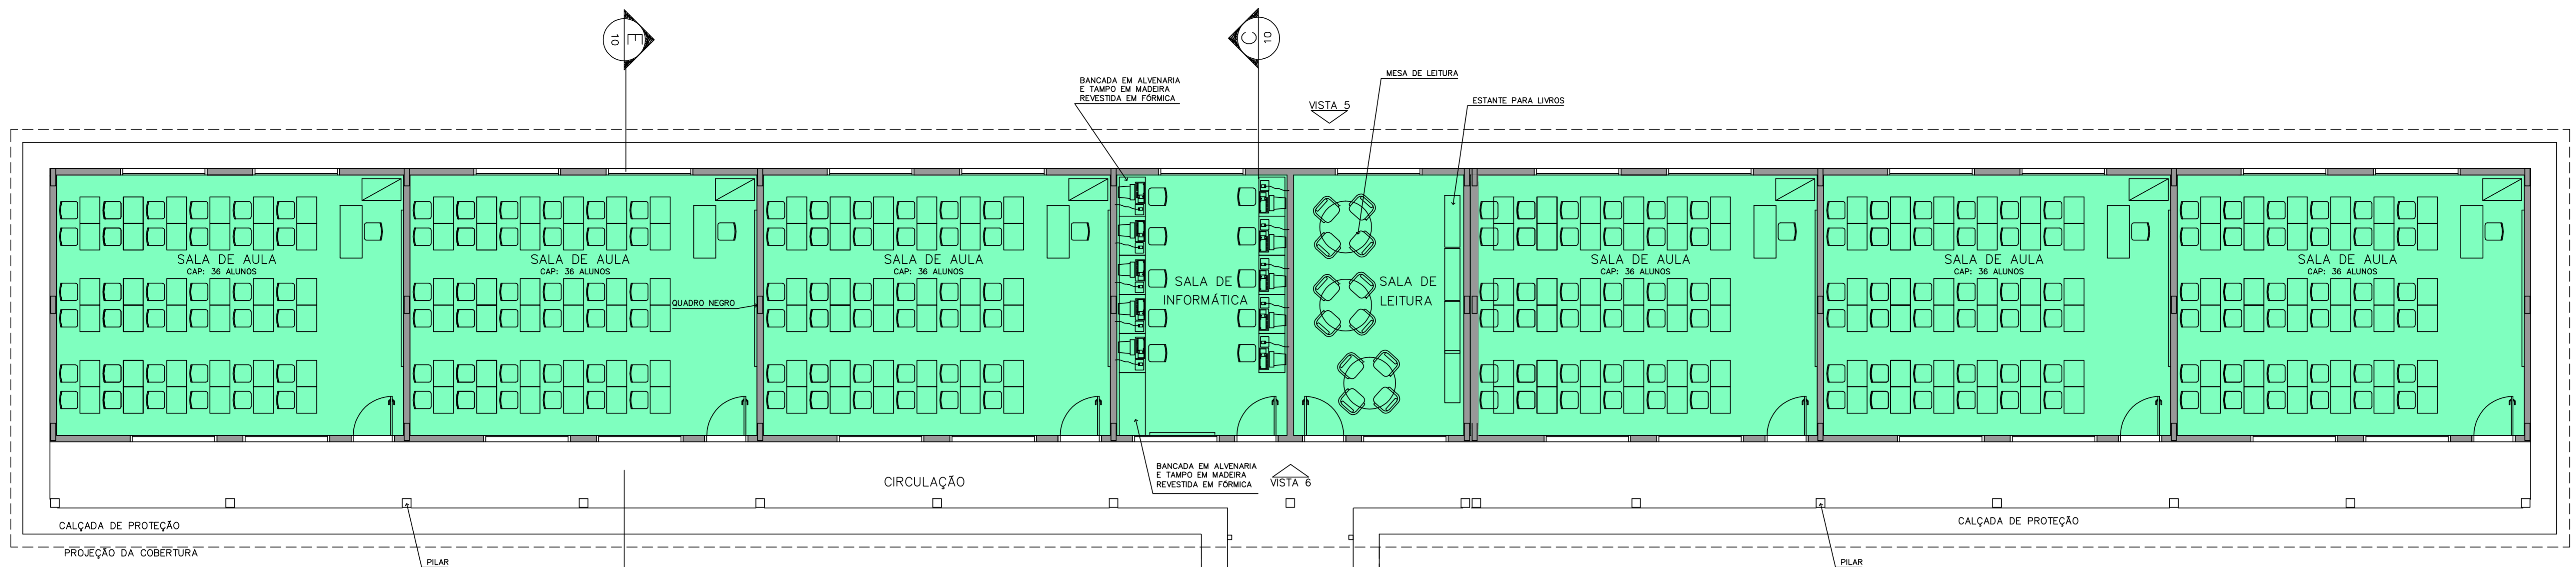 E
10
C
10
BANCADA EM ALVENARIA
E TAMPO EM MADEIRA
REVESTIDA EM FÓRMICA
MESA DE LEITURA
VISTA 5
ESTANTE PARA LIVROS
SALA DE AULA
CAP: 36 ALUNOS
SALA DE AULA
CAP: 36 ALUNOS
SALA DE AULA
CAP: 36 ALUNOS
QUADRO NEGRO
SALA DE
INFORMÁTICA
SALA DE
LEITURA
SALA DE AULA
CAP: 36 ALUNOS
SALA DE AULA
CAP: 36 ALUNOS
SALA DE AULA
CAP: 36 ALUNOS
CIRCULAÇÃO
BANCADA EM ALVENARIA
E TAMPO EM MADEIRA
REVESTIDA EM FÓRMICA
VISTA 6
CALÇADA DE PROTEÇÃO
CALÇADA DE PROTEÇÃO
PROJEÇÃO DA COBERTURA
PILAR
PILAR